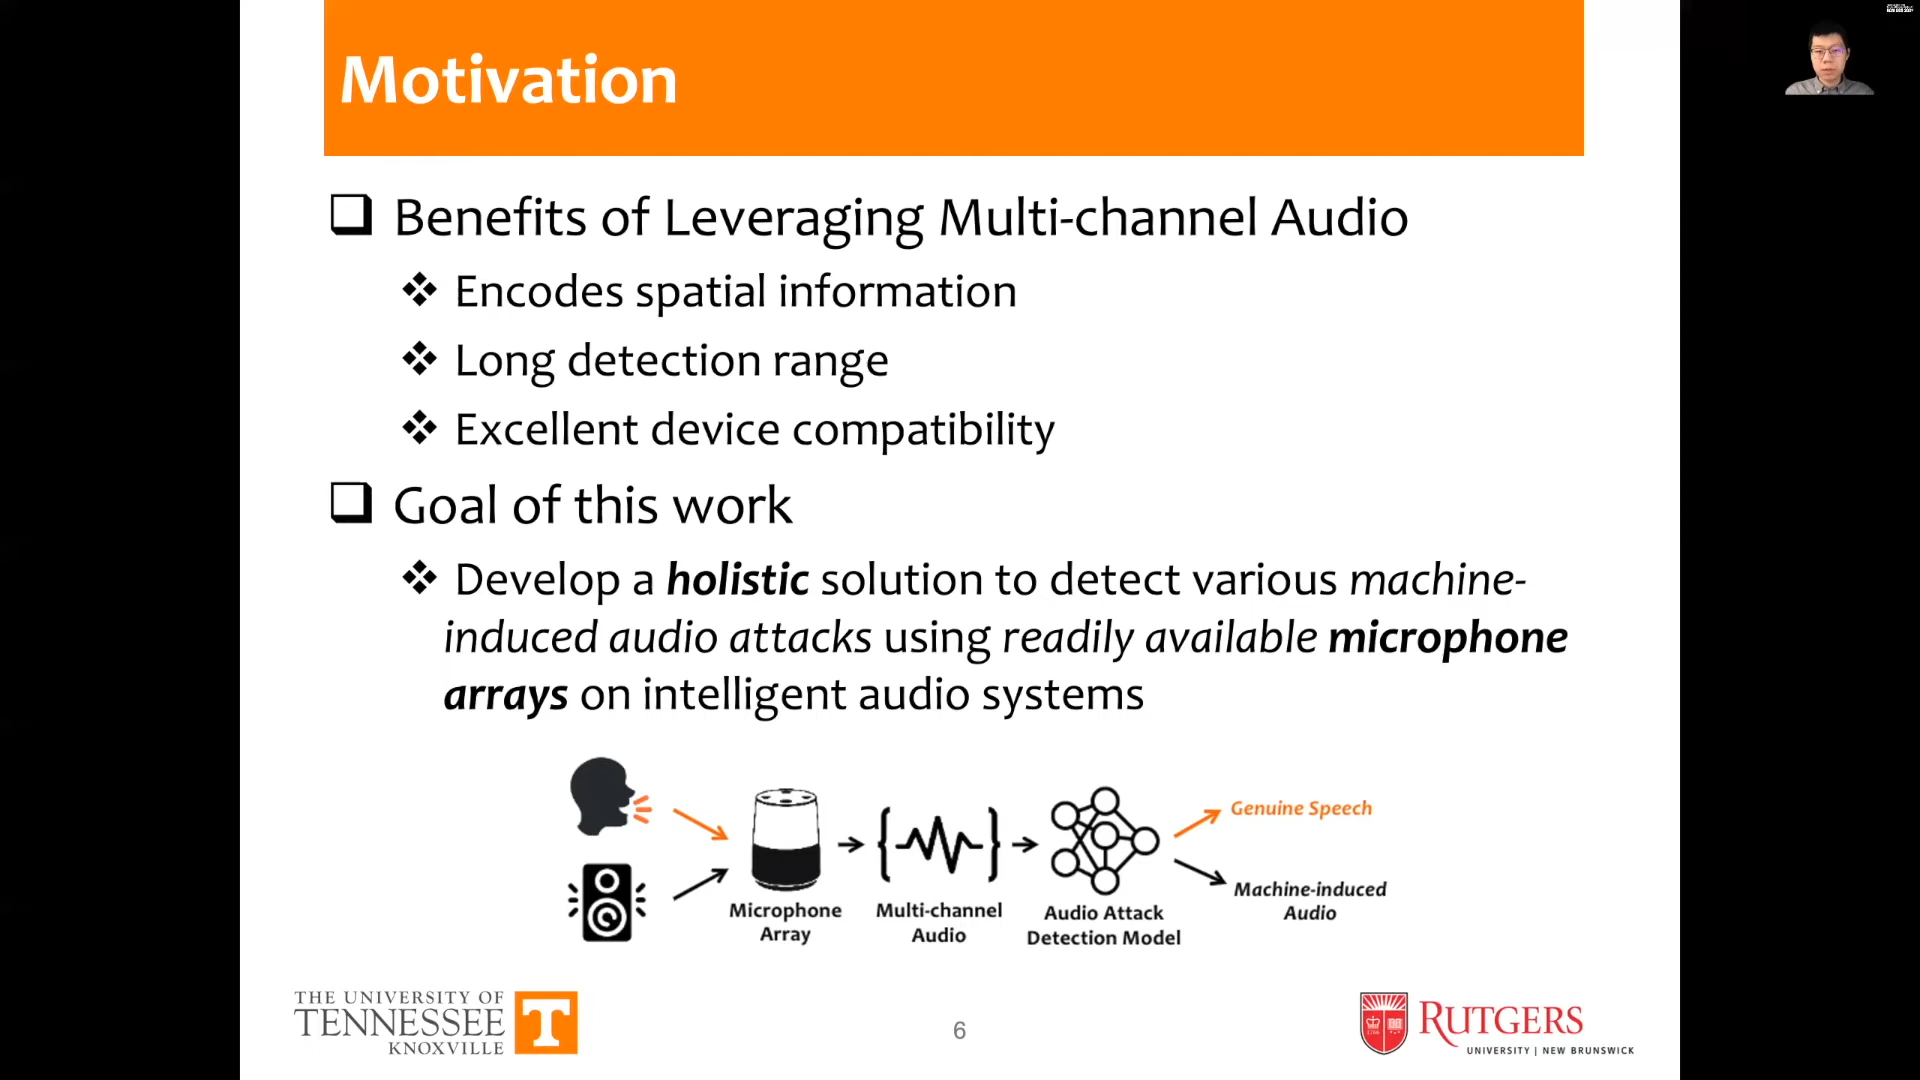 Motivation
Benefits of Leveraging Multi-channel Audio
Encodes spatial information
Long detection range
Excellent device compatibility
Goal of this work
Develop a holistic solution to detect various machine-
induced audio attacks using readily available microphone
arrays on intelligent audio systems
Genuine Speech
Machine-induced
Audio
Microphone
Array
Multi-channel
Audio
Audio Attack
Detection Model
THE UNIVERSITY OF
TENNESSEE
KNOXVILLE
T
6
RUTGERS
UNIVERSITY | NEW BRUNSWICK